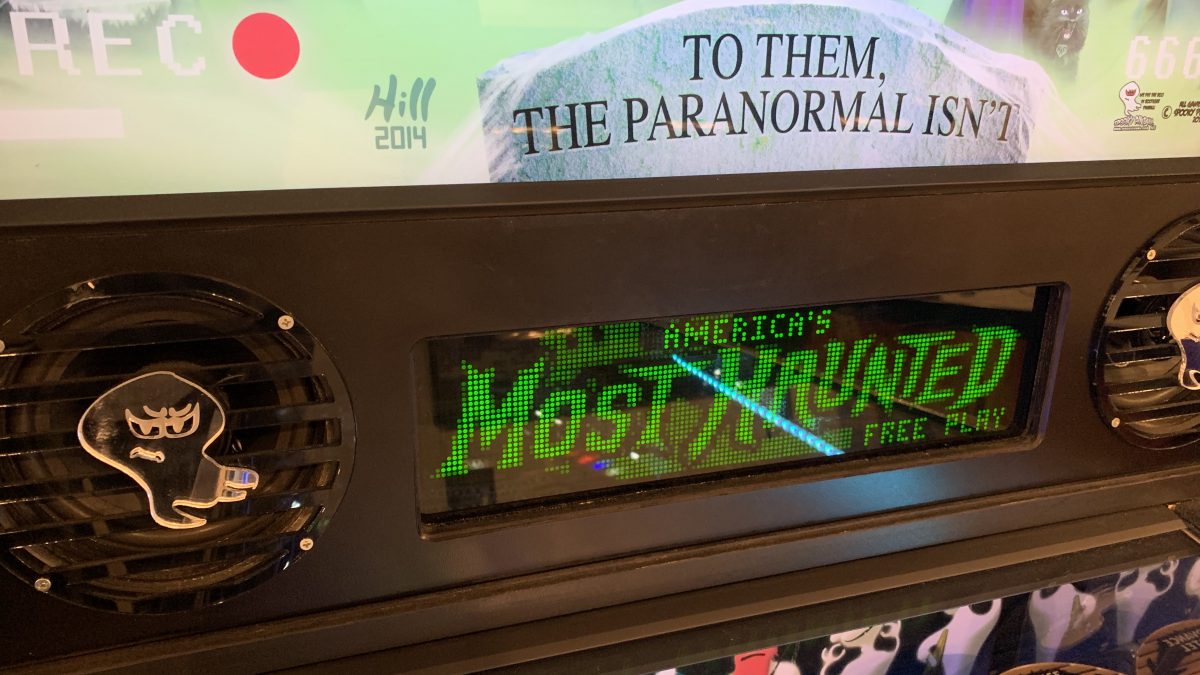 REC
Hill
2014
TO THEM,
THE PARANORMAL ISN'T
666
AMERICA'S
MOST HAUNTED
FREE PLAY